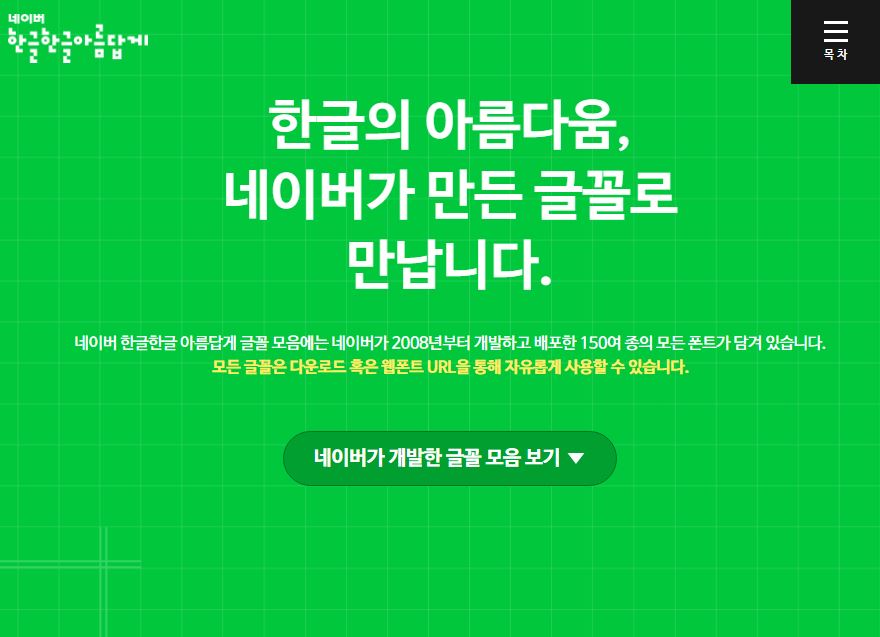 네이버
한글한글아름답게
목차
한글의 아름다움,
네이버가 만든 글꼴로
만납니다.
네이버 한글한글 아름답게 글꼴 모음에는 네이버가 2008년부터 개발하고 배포한 150여 종의 모든 폰트가 담겨 있습니다.
모든 글꼴은 다운로드 혹은 웹폰트 URL을 통해 자유롭게 사용할 수 있습니다.
네이버가 개발한 글꼴 모음 보기